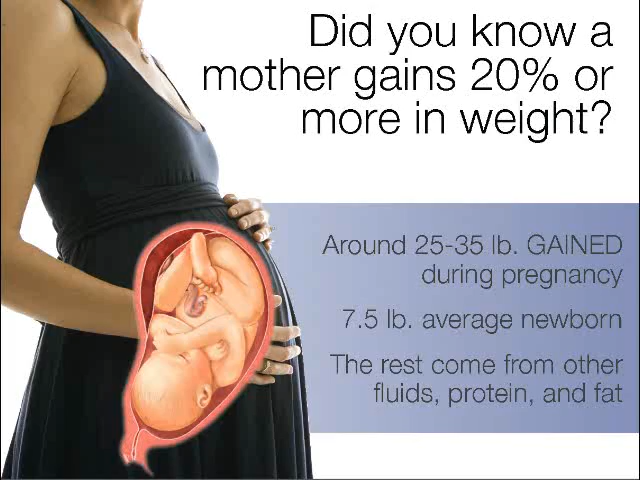 Did you know a
mother gains 20% or
more in weight?
Around 25-35 lb. GAINED
during pregnancy
7.5 lb. average newborn
The rest come from other
fluids, protein, and fat